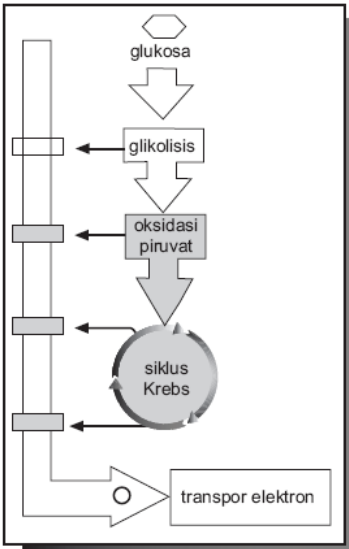 glukosa
glikolisis
oksidasi
piruvat
siklus
Krebs
transpor elektron